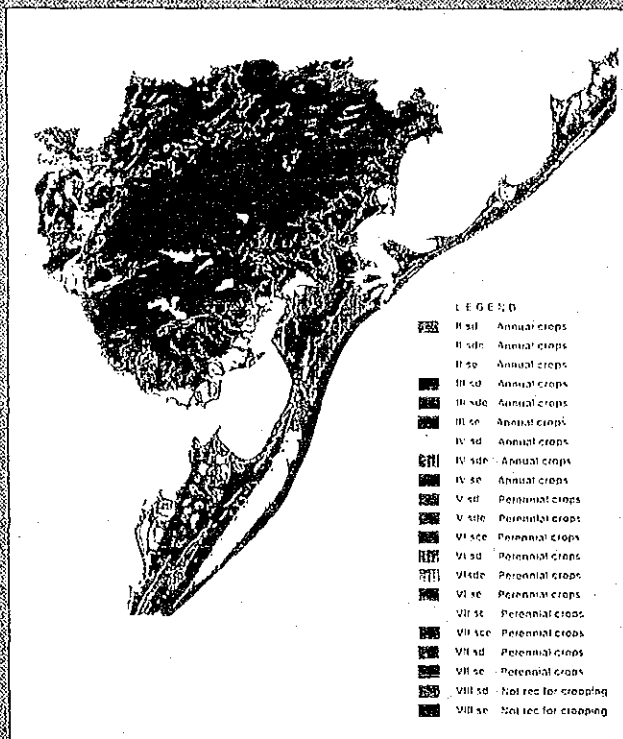 LEGEND
II sd Annual crops
II sde Annual crops
II se Annual crops
III sd Annual crops
III sde Annual crops
III se Annual crops
IV sd Annual crops
IV sde Annual crops
IV se Annual crops
V sd Perennial crops
V sde Perennial crops
VI sce Perennial crops
VI sd Perennial crops
VI sde Perennial crops
VI se Perennial crops
VII sc Perennial crops
VII sce Perennial crops
VII sd Perennial crops
VII se Perennial crops
VIII sd Not rec for cropping
VIII se Not rec for cropping